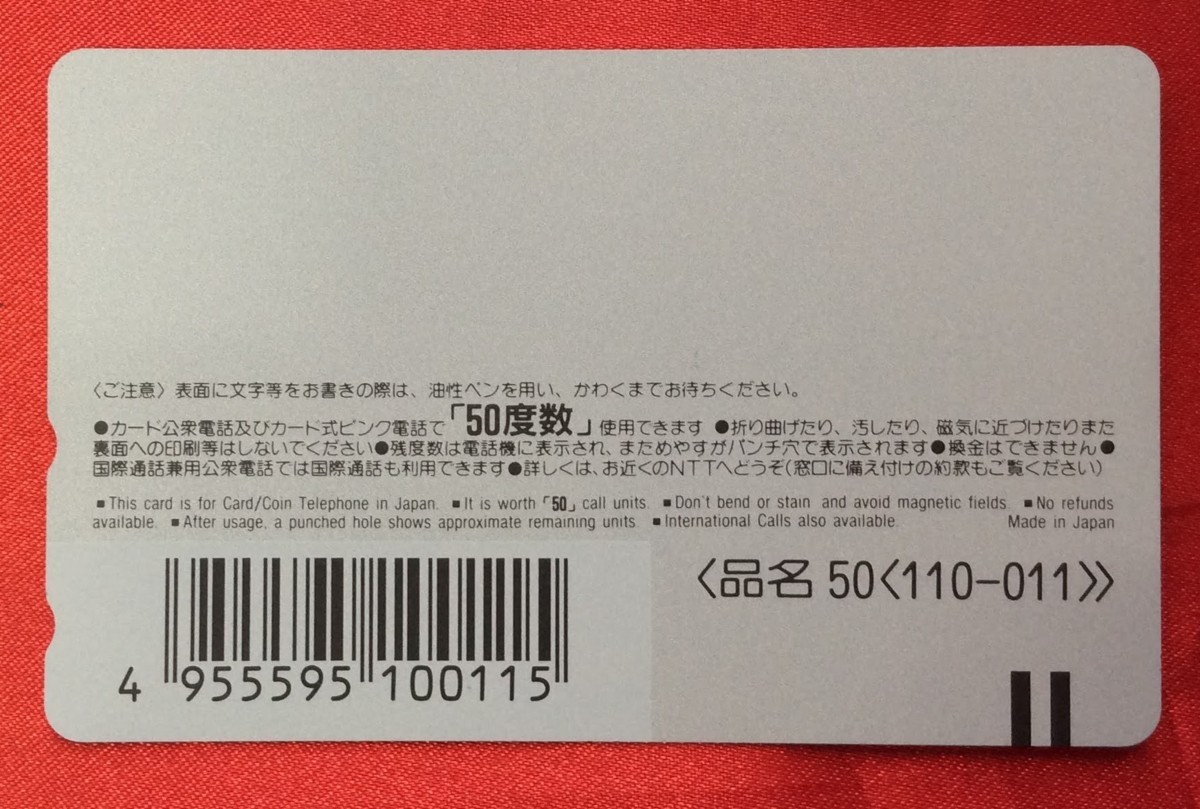 〈ご注意〉表面に文字等をお書きの際は、油性ペンを用い、かわくまでお待ちください。
●カード公衆電話及びカード式ピンク電話で「50度数」使用できます ●折り曲げたり、汚したり、磁気に近づけたりまた
裏面への印刷等はしないでください●残度数は電話機に表示され、まためやすがパンチ穴で表示されます●換金はできません●
国際通話兼用公衆電話では国際通話も利用できます●詳しくは、お近くのNTTへどうぞ(窓口に備え付けの約款もご覧ください)
■This card is for Card/Coin Telephone in Japan. ■It is worth「50」call units. ■Don't bend or stain and avoid magnetic fields. ■No refunds
available. ■After usage, a punched hole shows approximate remaining units. ■International Calls also available. Made in Japan
〈品名 50〈110-011〉〉
4 955595 100115